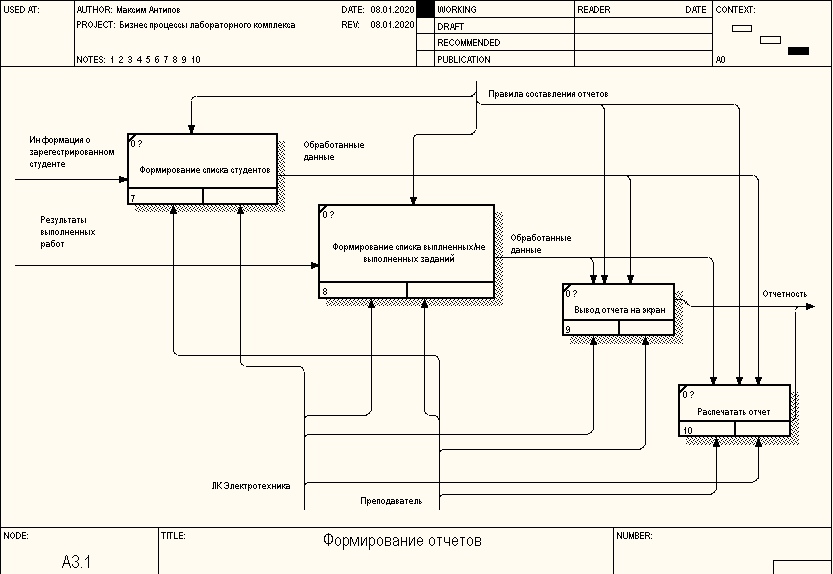 USED AT:
AUTHOR: Максим Антипов
DATE: 08.01.2020
PROJECT: Бизнес процессы лабораторного комплекса
REV: 08.01.2020
NOTES: 1 2 3 4 5 6 7 8 9 10
WORKING
DRAFT
RECOMMENDED
PUBLICATION
READER
DATE
CONTEXT:
A0
Правила составления отчетов
Информация о
зарегестрированном
студенте
0 ?
Формирование списка студентов
7
Обработанные
данные
Результаты
выполненных
работ
0 ?
Формирование списка выплненных/не
выполненных заданий
8
Обработанные
данные
0 ?
Вывод отчета на экран
9
Отчетность
0 ?
Распечатать отчет
10
ЛК Электротехника
Преподаватель
NODE:
A3.1
TITLE:
Формирование отчетов
NUMBER: